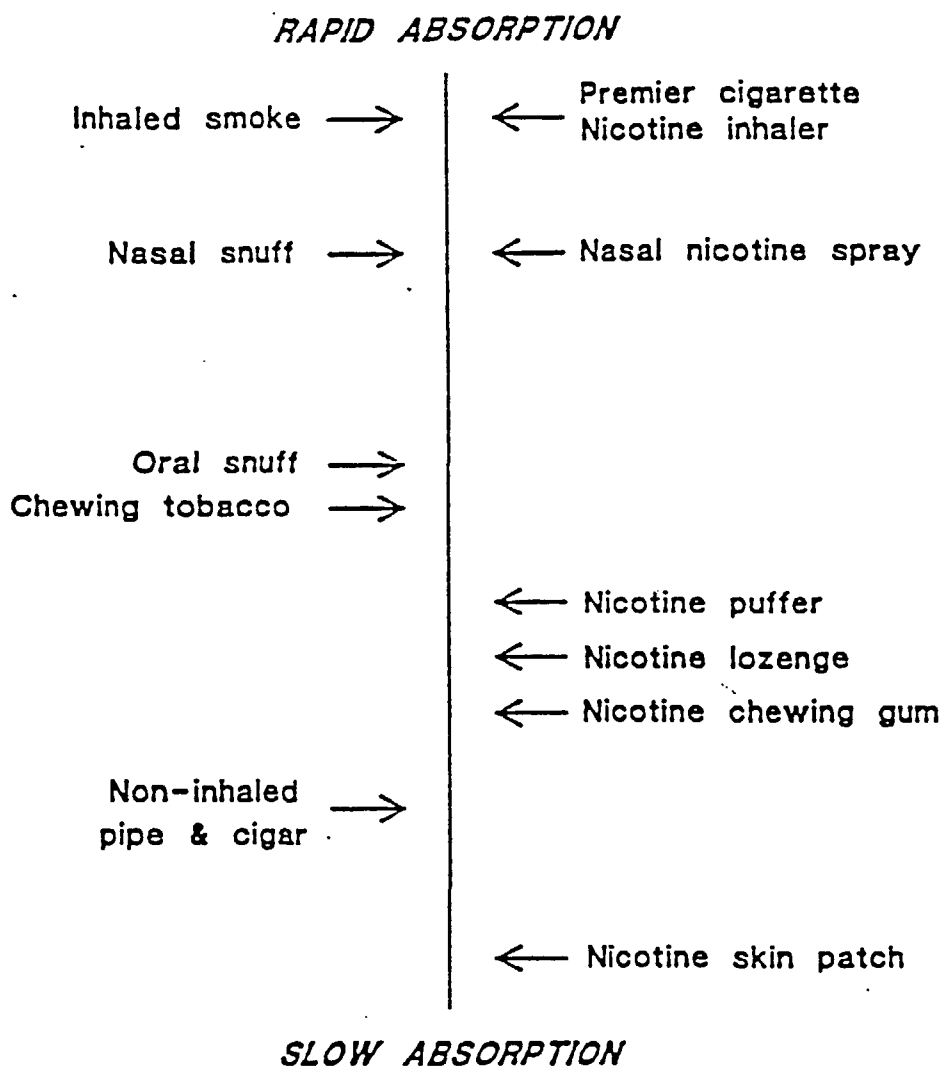 RAPID ABSORPTION
Inhaled smoke
Premier cigarette
Nicotine inhaler
Nasal snuff
Nasal nicotine spray
Oral snuff
Chewing tobacco
Nicotine puffer
Nicotine lozenge
Nicotine chewing gum
Non-inhaled
pipe & cigar
Nicotine skin patch
SLOW ABSORPTION